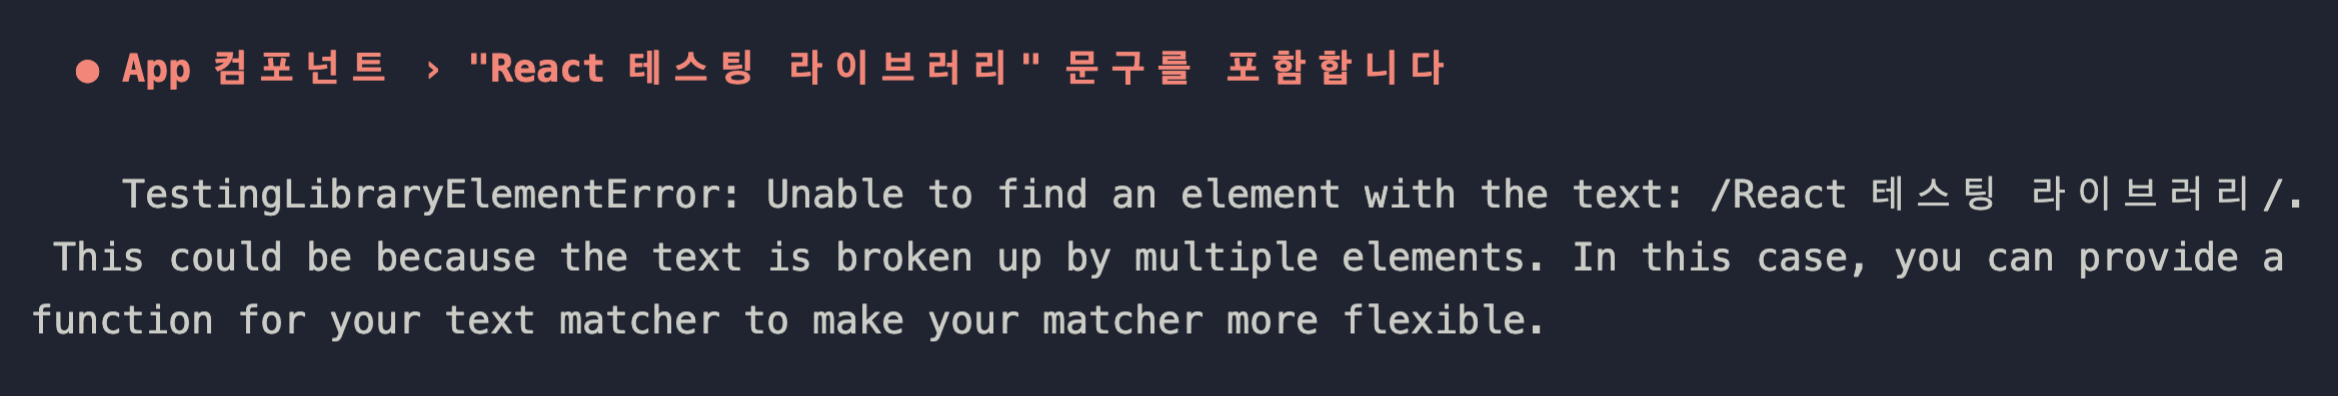 ● App 컴포넌트 › "React 테스팅 라이브러리" 문구를 포함합니다
TestingLibraryElementError: Unable to find an element with the text: /React 테스팅 라이브러리/.
This could be because the text is broken up by multiple elements. In this case, you can provide a
function for your text matcher to make your matcher more flexible.